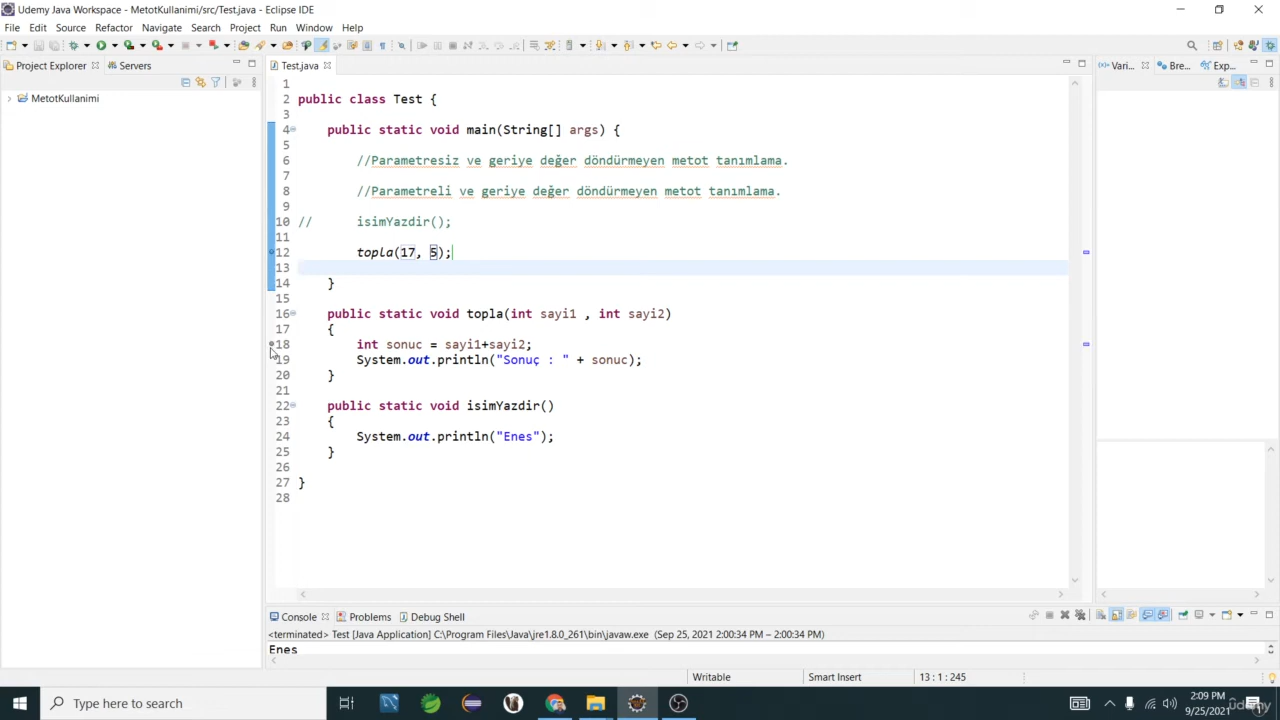 Udemy Java Workspace - MetotKullanimi/src/Test.java - Eclipse IDE
File Edit Source Refactor Navigate Search Project Run Window Help
Project Explorer Servers Test.java Vari... Bre... Exp...
MetotKullanimi
1
2 public class Test {
3
4 public static void main(String[] args) {
5
6 //Parametresiz ve geriye değer döndürmeyen metot tanımlama.
7
8 //Parametreli ve geriye değer döndürmeyen metot tanımlama.
9
10 // isimYazdir();
11
12 topla(17, 5);
13
14 }
15
16 public static void topla(int sayi1 , int sayi2)
17 {
18 int sonuc = sayi1+sayi2;
19 System.out.println("Sonuç : " + sonuc);
20 }
21
22 public static void isimYazdir()
23 {
24 System.out.println("Enes");
25 }
26
27 }
28
Console Problems Debug Shell
<terminated> Test [Java Application] C:\Program Files\Java\jre1.8.0_261\bin\javaw.exe (Sep 25, 2021 2:00:34 PM – 2:00:34 PM)
Enes
Writable Smart Insert 13 : 1 : 245
Type here to search
2:09 PM
9/25/2021
udemy